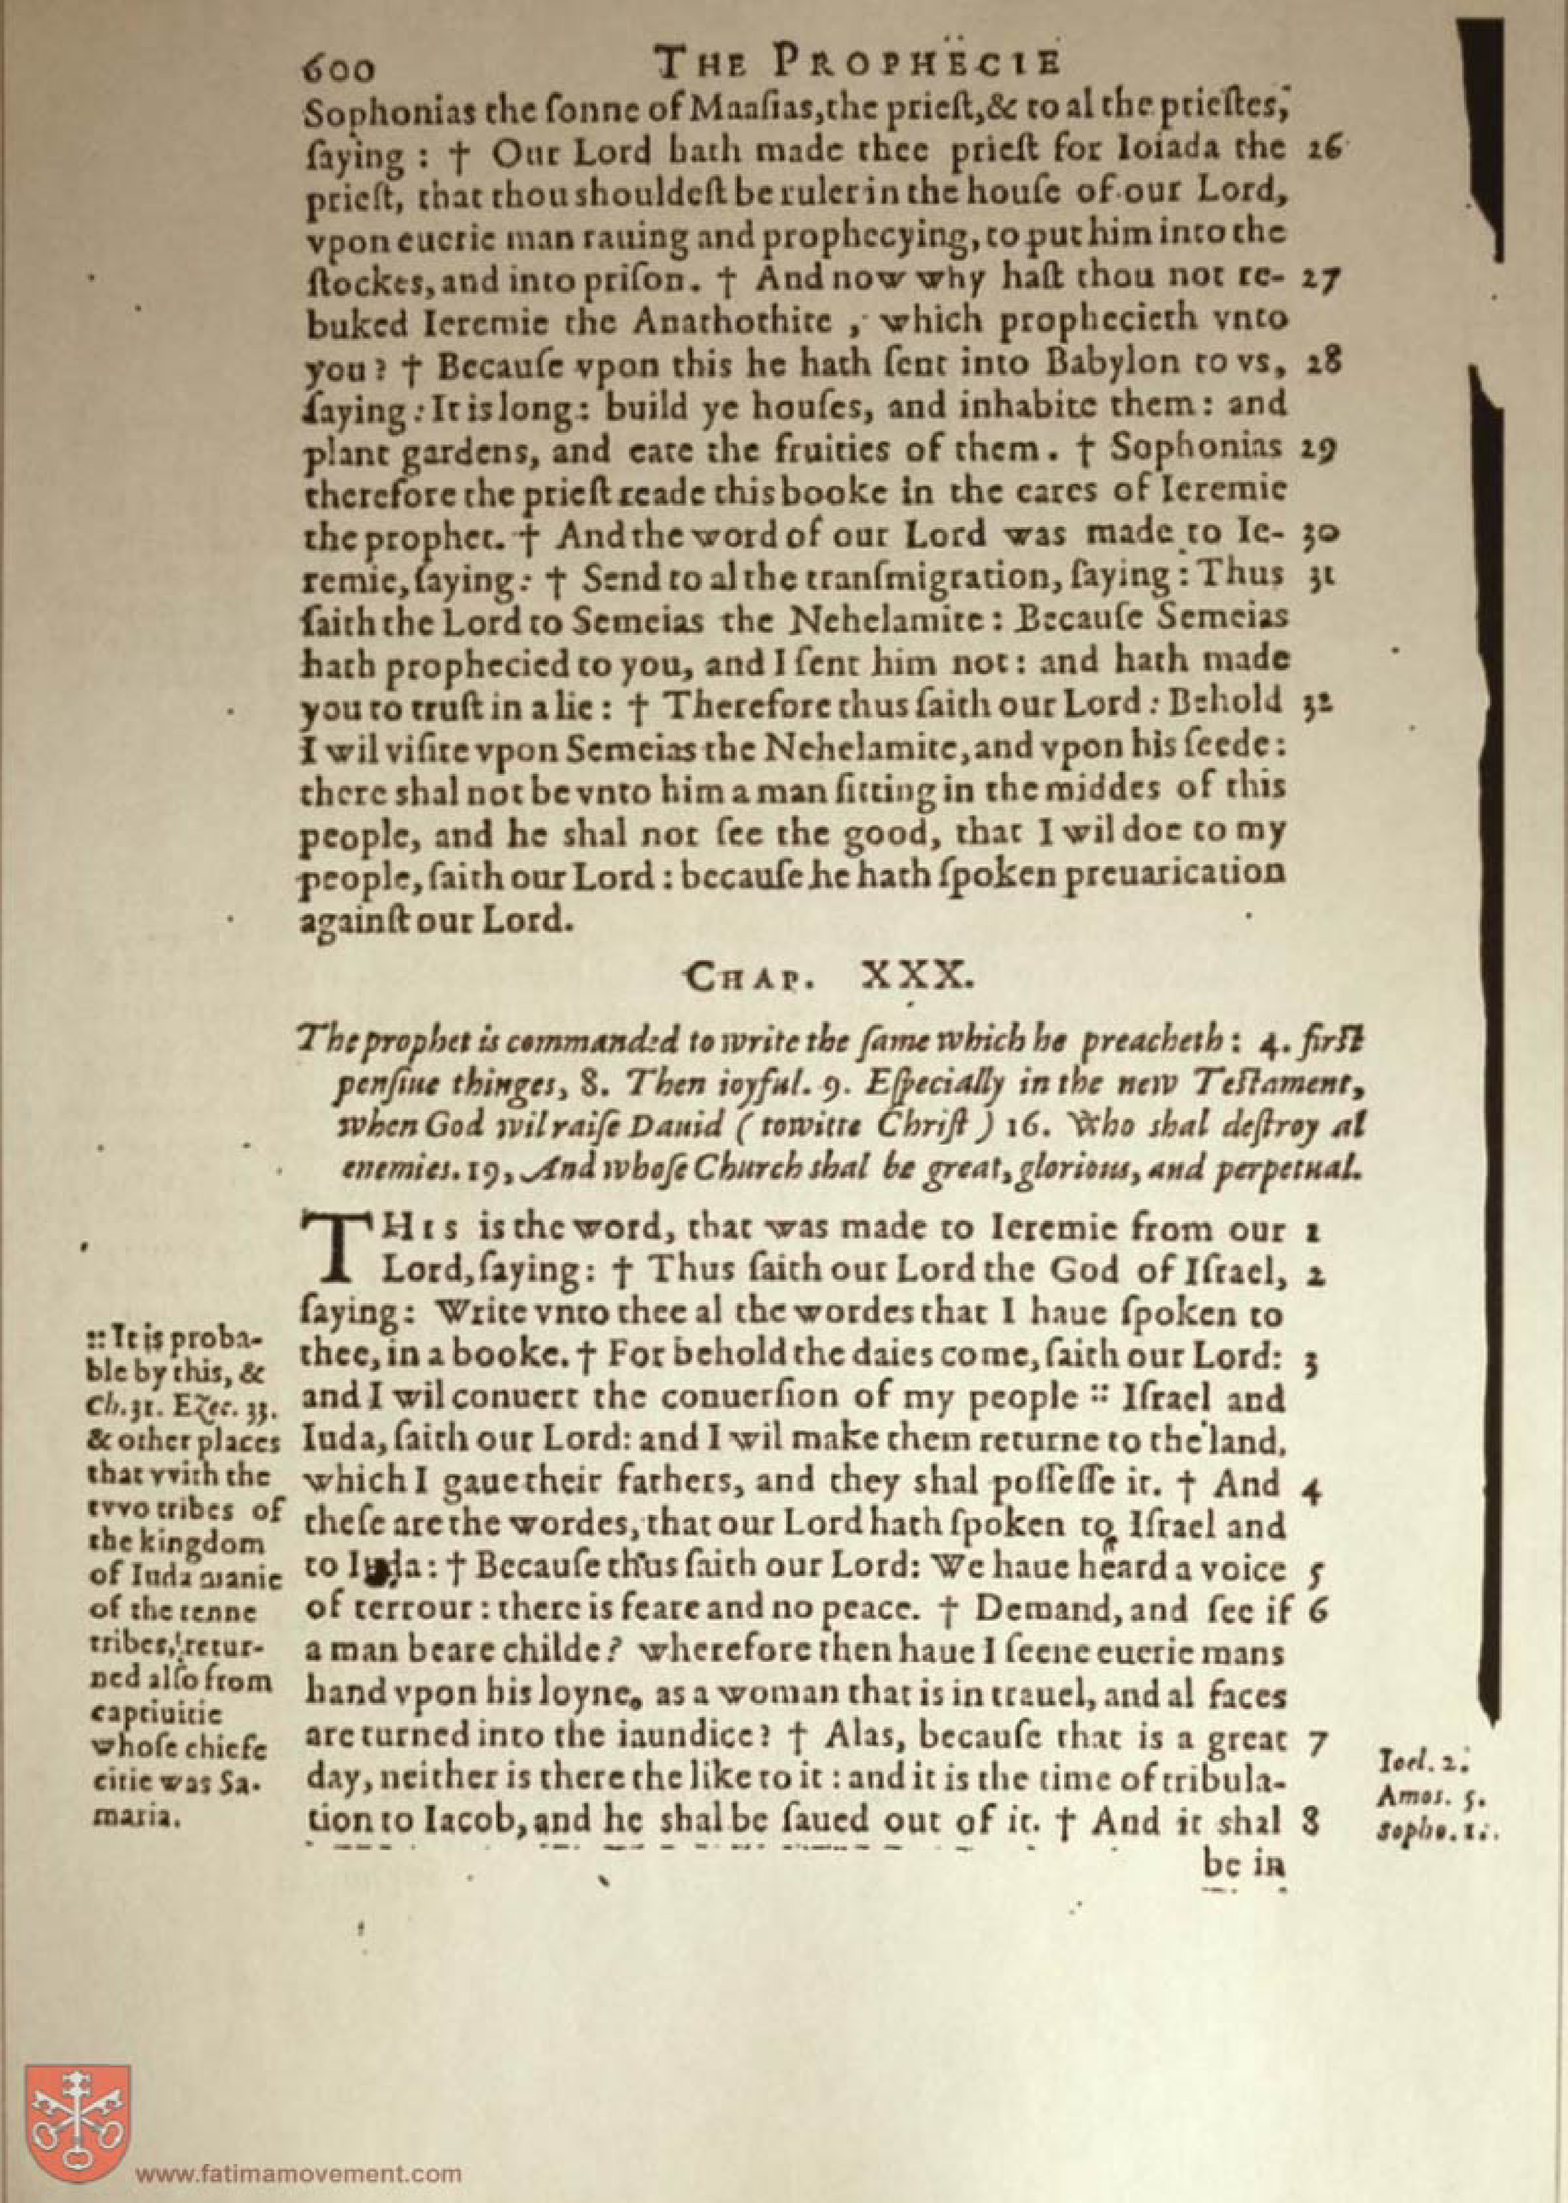 600 THE PROPHECIE
Sophonias the ſonne of Maaſias, the prieſt, & to al the prieſtes,
ſaying : † Our Lord hath made thee prieſt for Ioiada the 26
prieſt, that thou shouldeſt be ruler in the houſe of our Lord,
vpon euerie man rauing and prophecying, to put him into the
ſtockes, and into priſon. † And now why haſt thou not re- 27
buked Ieremie the Anathothite , which prophecieth vnto
you ? † Becauſe vpon this he hath ſent into Babylon to vs, 28
ſaying : It is long : build ye houſes, and inhabite them : and
plant gardens, and eate the fruities of them . † Sophonias 29
therefore the prieſt reade this booke in the eares of Ieremie
the prophet. † And the word of our Lord was made to Ie- 30
remie, ſaying : † Send to al the tranſmigration, ſaying : Thus 31
ſaith the Lord to Semeias the Nehelamite : Becauſe Semeias
hath prophecied to you, and I ſent him not : and hath made
you to truſt in a lie : † Therefore thus ſaith our Lord : Behold 32
I wil viſite vpon Semeias the Nehelamite, and vpon his ſeede :
there shal not be vnto him a man ſitting in the middes of this
people, and he shal not ſee the good, that I wil doe to my
people, ſaith our Lord : becauſe he hath ſpoken preuarication
againſt our Lord.
CHAP. XXX.
The prophet is commanded to write the ſame which he preacheth : 4. firſt
penſiue thinges, 8. Then ioyful. 9. Eſpecially in the new Teſtament,
when God wil raiſe Dauid ( towitte Chriſt ) 16. Who shal deſtroy al
enemies. 19, And whoſe Church shal be great, glorious, and perpetual.
THIS is the word, that was made to Ieremie from our 1
Lord, ſaying : † Thus ſaith our Lord the God of Iſrael, 2
ſaying : Write vnto thee al the wordes that I haue ſpoken to
thee, in a booke. † For behold the daies come, ſaith our Lord : 3
and I wil conuert the conuerſion of my people :: Iſrael and
Iuda, ſaith our Lord : and I wil make them returne to the land,
which I gaue their fathers, and they shal poſſeſſe it. † And 4
theſe are the wordes, that our Lord hath ſpoken to Iſrael and
to Iuda : † Becauſe thus ſaith our Lord : We haue heard a voice 5
of terrour : there is feare and no peace. † Demand, and ſee if 6
a man beare childe ? wherefore then haue I ſeene euerie mans
hand vpon his loyne, as a woman that is in trauel, and al faces
are turned into the iaundice ? † Alas, becauſe that is a great 7
day, neither is there the like to it : and it is the time of tribula-
tion to Iacob, and he shal be ſaued out of it. † And it shal 8
be in
:: It is proba-
ble by this, &
Ch. 31. Ezec. 33.
& other places
that vvith the
tvvo tribes of
the kingdom
of Iuda manie
of the tenne
tribes, retur-
ned alſo from
captiuitie
whoſe chiefe
citie was Sa-
maria.
Ioel. 2.
Amos. 5.
Sopho. 1.
www.fatimamovement.com